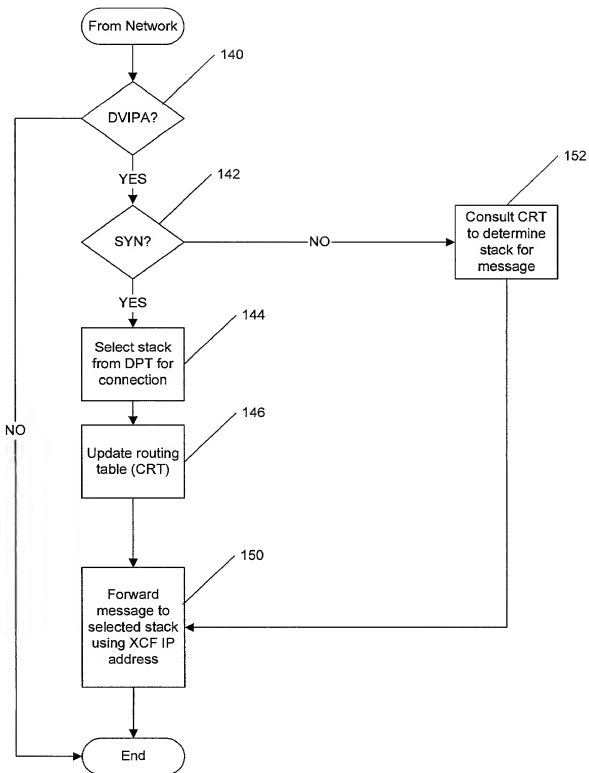 From Network
140
DVIPA?
YES
142
152
SYN?
NO
Consult CRT
to determine
stack for
message
YES
144
Select stack
from DPT for
connection
146
NO
Update routing
table (CRT)
150
Forward
message to
selected stack
using XCF IP
address
End